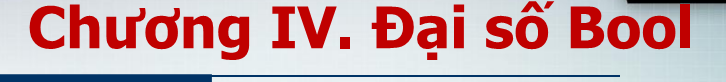 Chương IV. Đại số Bool